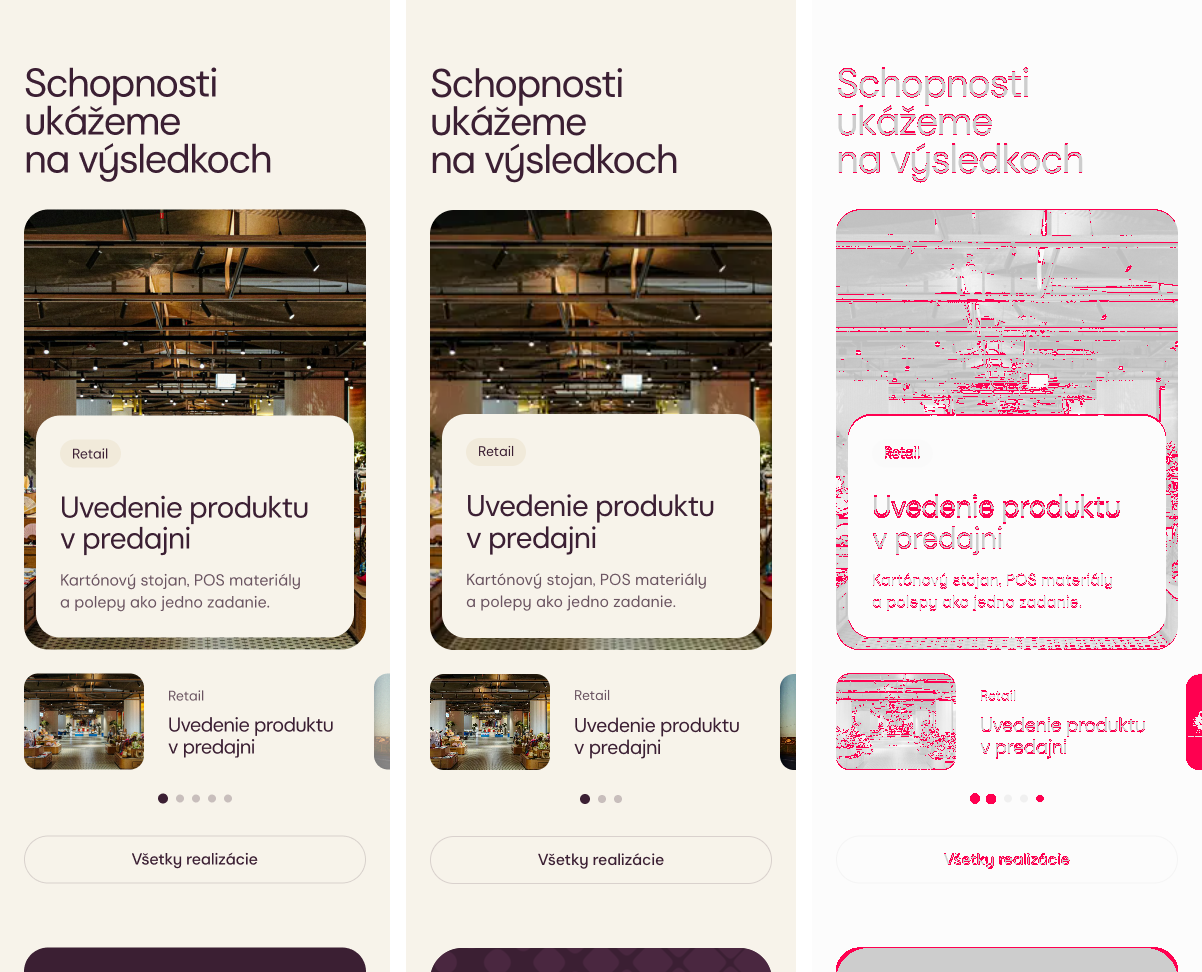 Schopnosti
ukážeme
na výsledkoch
Retail
Uvedenie produktu
v predajni
Kartónový stojan, POS materiály
a polepy ako jedno zadanie.
Retail
Uvedenie produktu
v predajni
Všetky realizácie
Schopnosti
ukážeme
na výsledkoch
Retail
Uvedenie produktu
v predajni
Kartónový stojan, POS materiály
a polepy ako jedno zadanie.
Retail
Uvedenie produktu
v predajni
Všetky realizácie
Schopnosti
ukážeme
na výsledkoch
Retail
Uvedenie produktu
v predajni
Kartónový stojan, POS materiály
a polepy ako jedno zadanie.
Retail
Uvedenie produktu
v predajni
Všetky realizácie